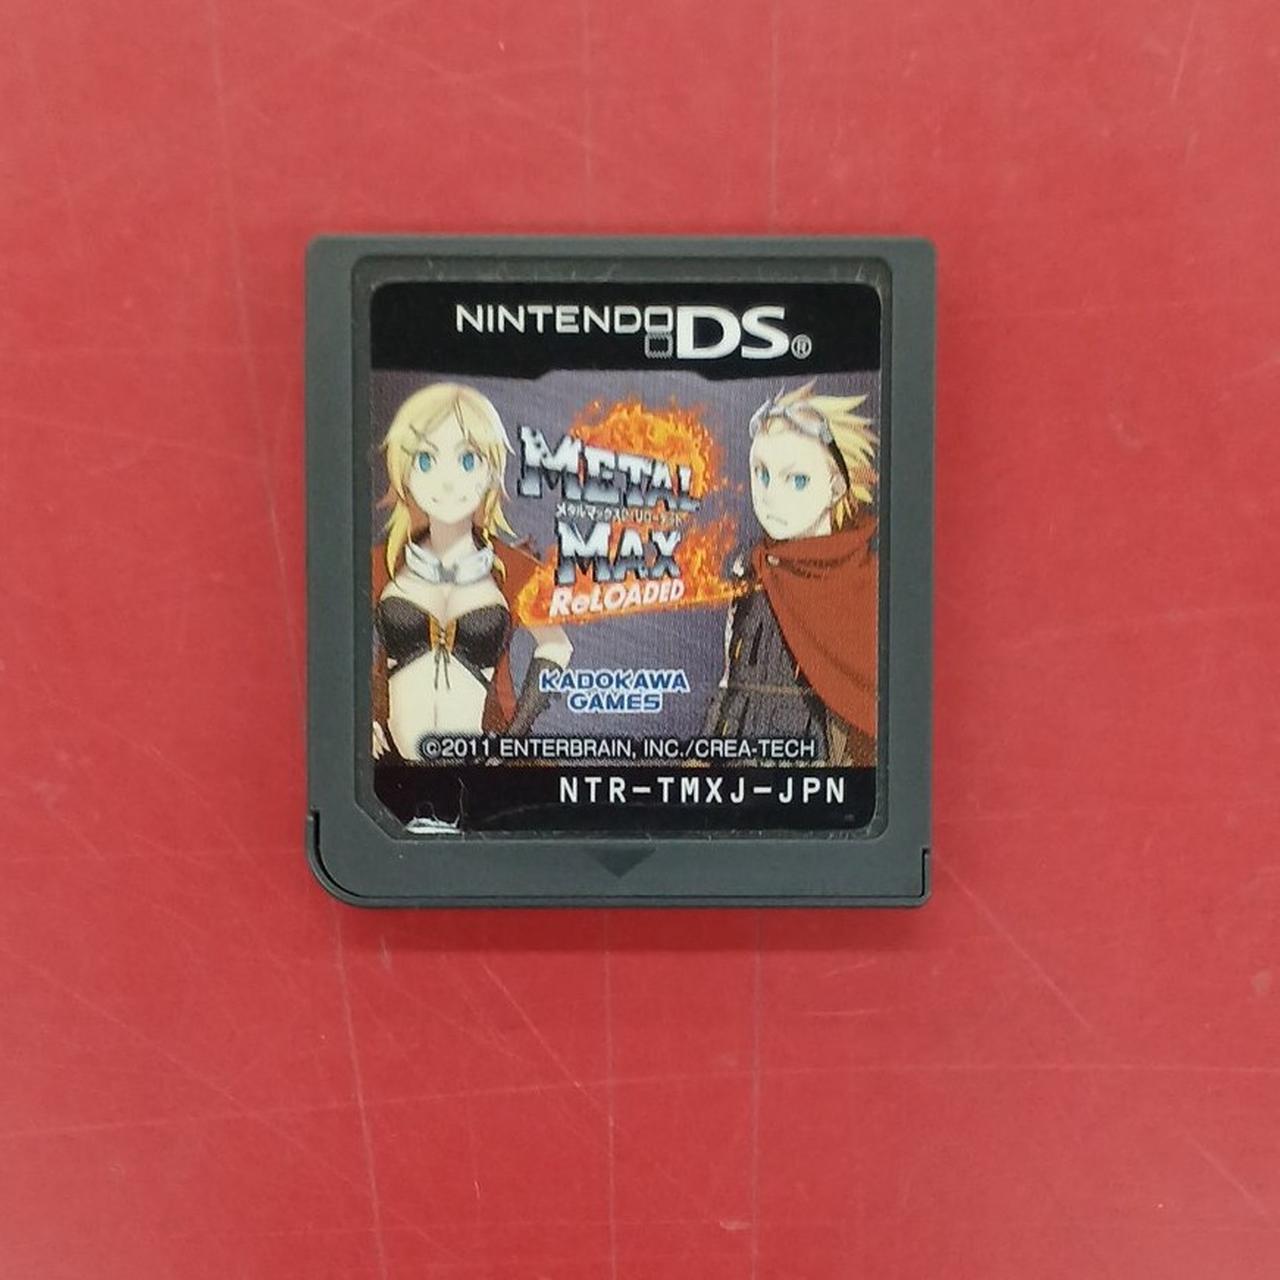 NINTENDO DS®
METAL
メタルマックス2：リローデッド
MAX
ReLOADED
KADOKAWA
GAMES
©2011 ENTERBRAIN, INC./CREA-TECH
NTR-TMXJ-JPN